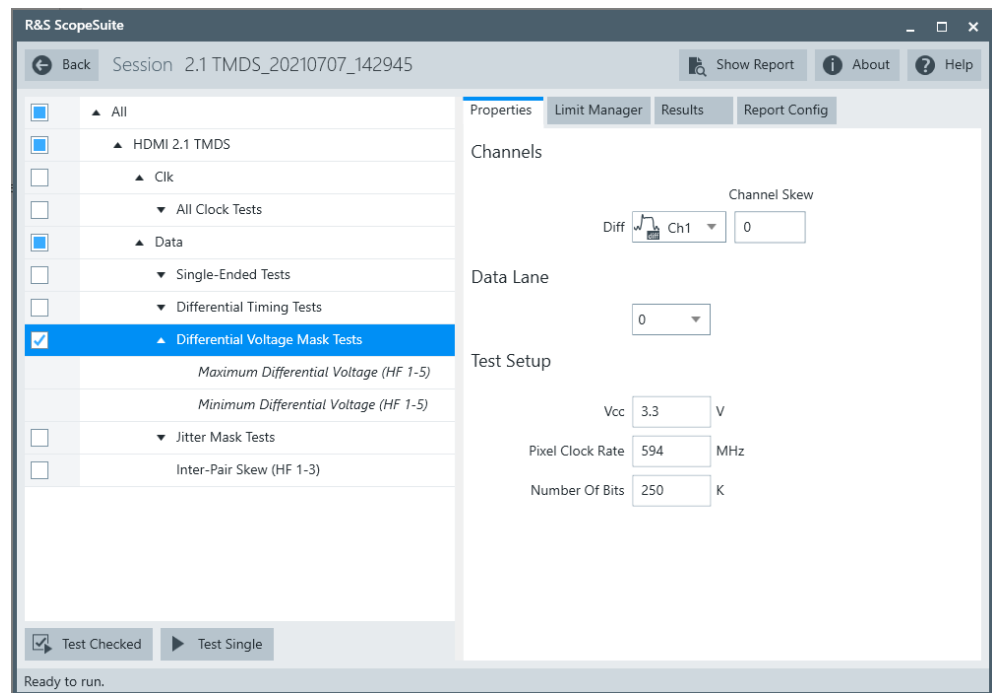 R&S ScopeSuite
Back Session 2.1 TMDS_20210707_142945 Show Report About Help
All
HDMI 2.1 TMDS
Clk
All Clock Tests
Data
Single-Ended Tests
Differential Timing Tests
Differential Voltage Mask Tests
Maximum Differential Voltage (HF 1-5)
Minimum Differential Voltage (HF 1-5)
Jitter Mask Tests
Inter-Pair Skew (HF 1-3)
Properties Limit Manager Results Report Config
Channels
Channel Skew
Diff diff Ch1 0
Data Lane
0
Test Setup
Vcc 3.3 V
Pixel Clock Rate 594 MHz
Number Of Bits 250 K
Test Checked Test Single
Ready to run.